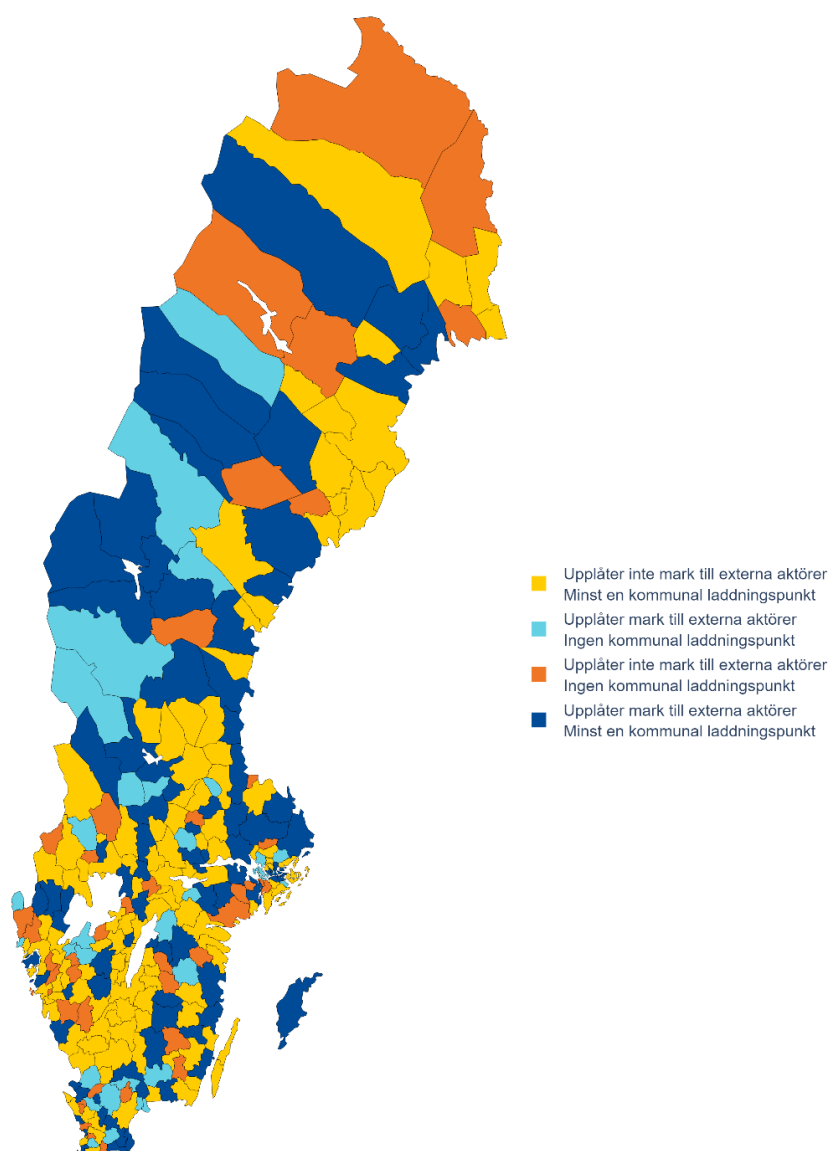 Upplåter inte mark till externa aktörer
Minst en kommunal laddningspunkt
Upplåter mark till externa aktörer
Ingen kommunal laddningspunkt
Upplåter inte mark till externa aktörer
Ingen kommunal laddningspunkt
Upplåter mark till externa aktörer
Minst en kommunal laddningspunkt